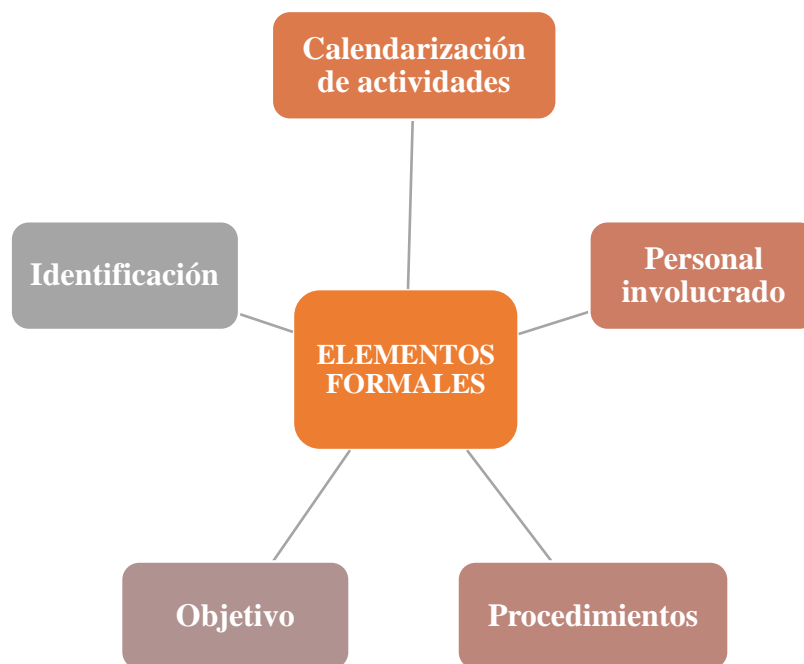 Calendarización
de actividades
Identificación
Personal
involucrado
ELEMENTOS
FORMALES
Objetivo
Procedimientos